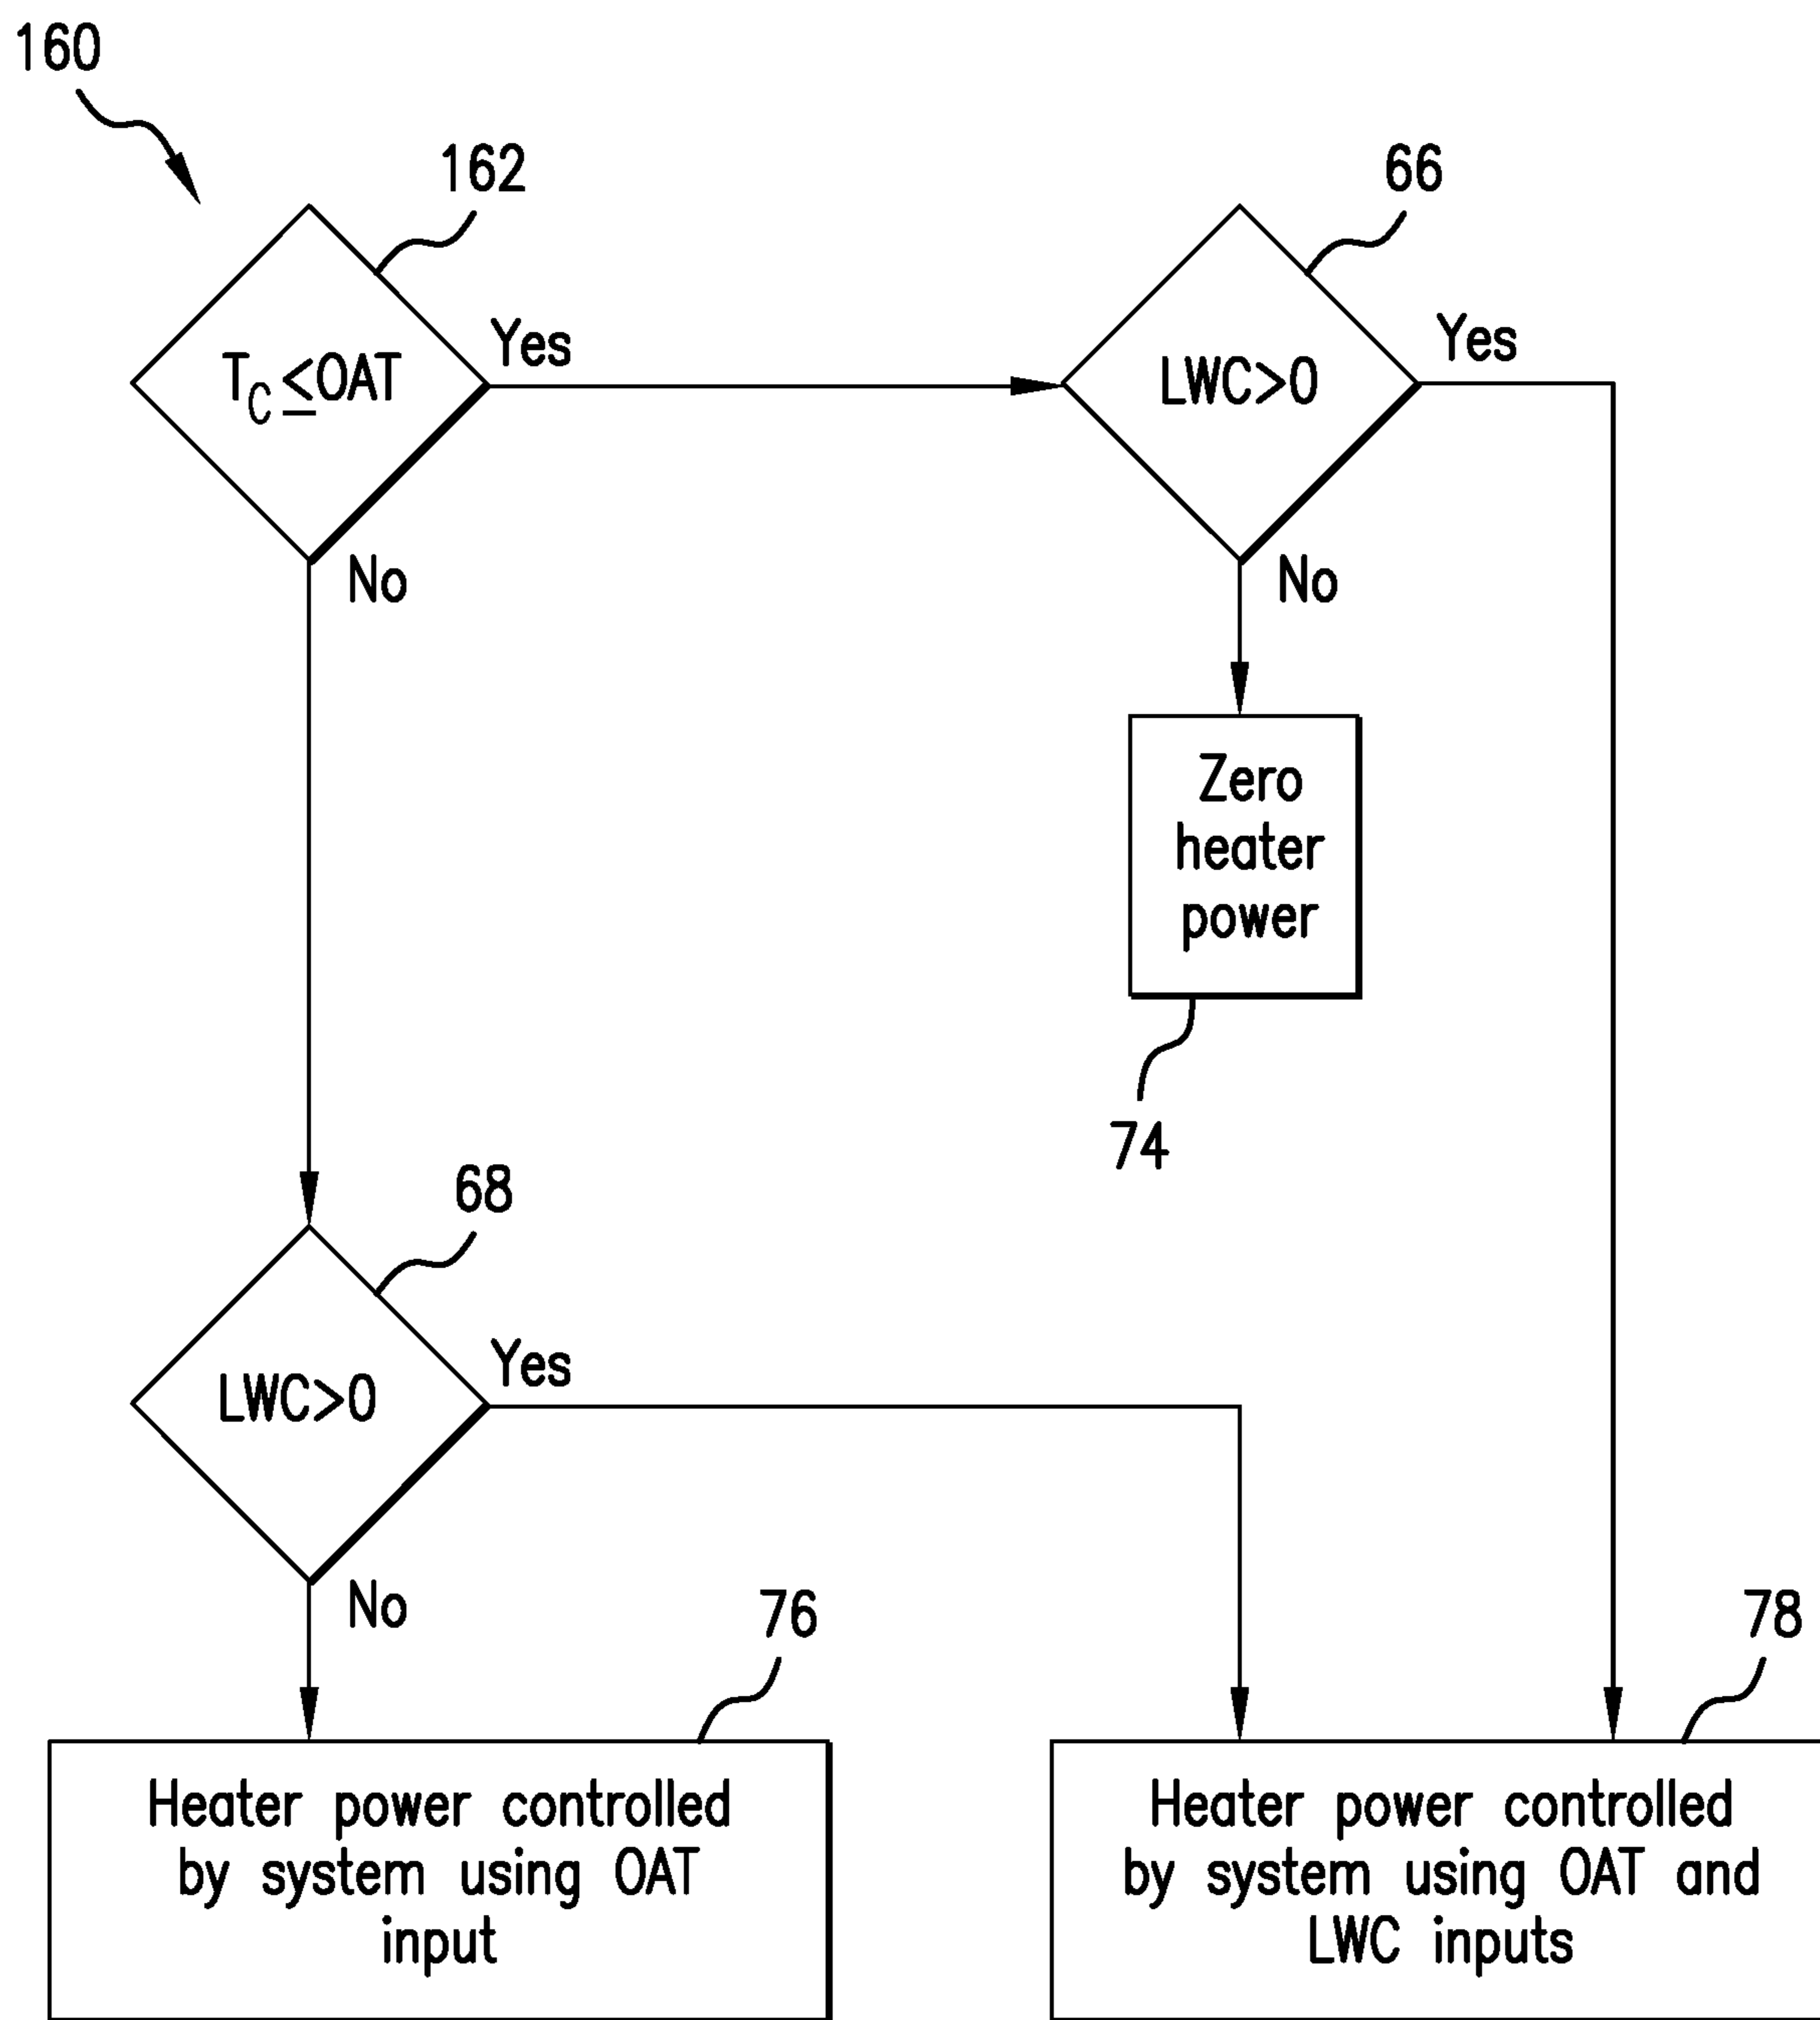 160
162
66
T_C≤OAT
Yes
LWC>0
Yes
No
No
Zero
heater
power
74
68
LWC>0
Yes
No
76
78
Heater power controlled
by system using OAT
input
Heater power controlled
by system using OAT and
LWC inputs